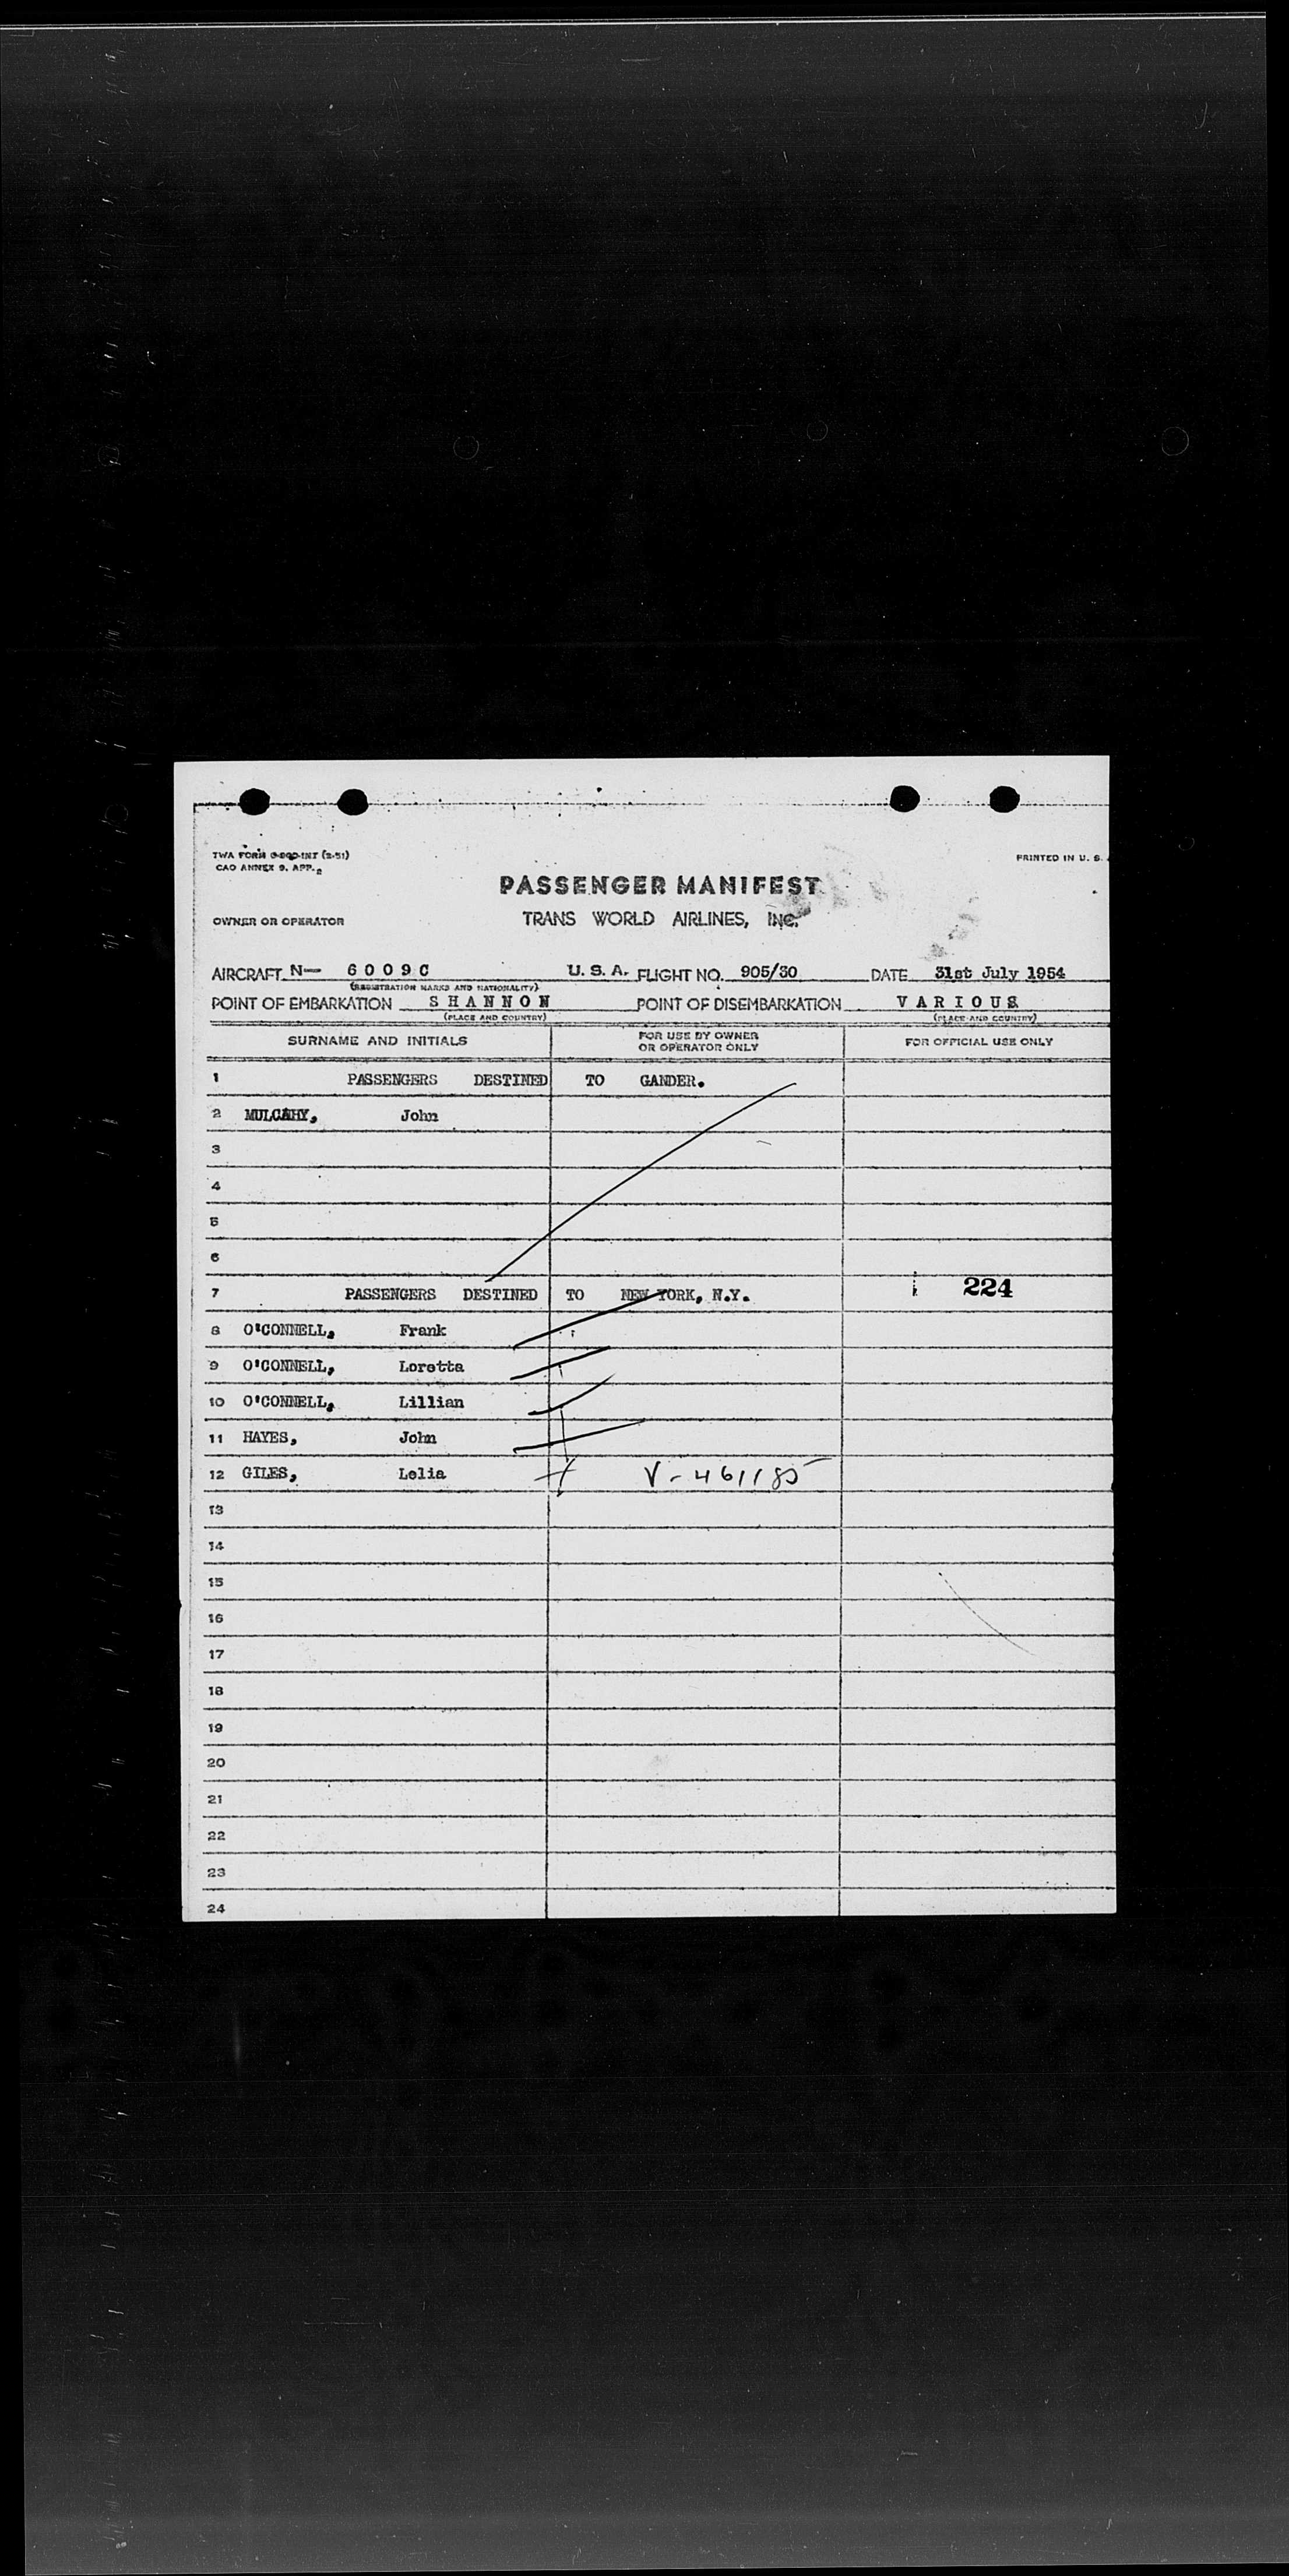 TWA FORM INT (2-51)
CAO ANNEX 9. APP. 2
PRINTED IN U. S.
PASSENGER MANIFEST
OWNER OR OPERATOR TRANS WORLD AIRLINES, INC.
AIRCRAFT N— 6009C U.S.A. FLIGHT NO. 905/30 DATE 31st July 1954
(REGISTRATION MARKS AND NATIONALITY)
POINT OF EMBARKATION SHANNON POINT OF DISEMBARKATION VARIOUS
(PLACE AND COUNTRY) (PLACE AND COUNTRY)
SURNAME AND INITIALS FOR USE BY OWNER OR OPERATOR ONLY FOR OFFICIAL USE ONLY
1 PASSENGERS DESTINED TO GANDER.
2 MULCAHY, John
3
4
5
6
7 PASSENGERS DESTINED TO NEW YORK, N.Y. 224
8 O'CONNELL, Frank
9 O'CONNELL, Loretta
10 O'CONNELL, Lillian
11 HAYES, John
12 GILES, Lelia V-461185
13
14
15
16
17
18
19
20
21
22
23
24